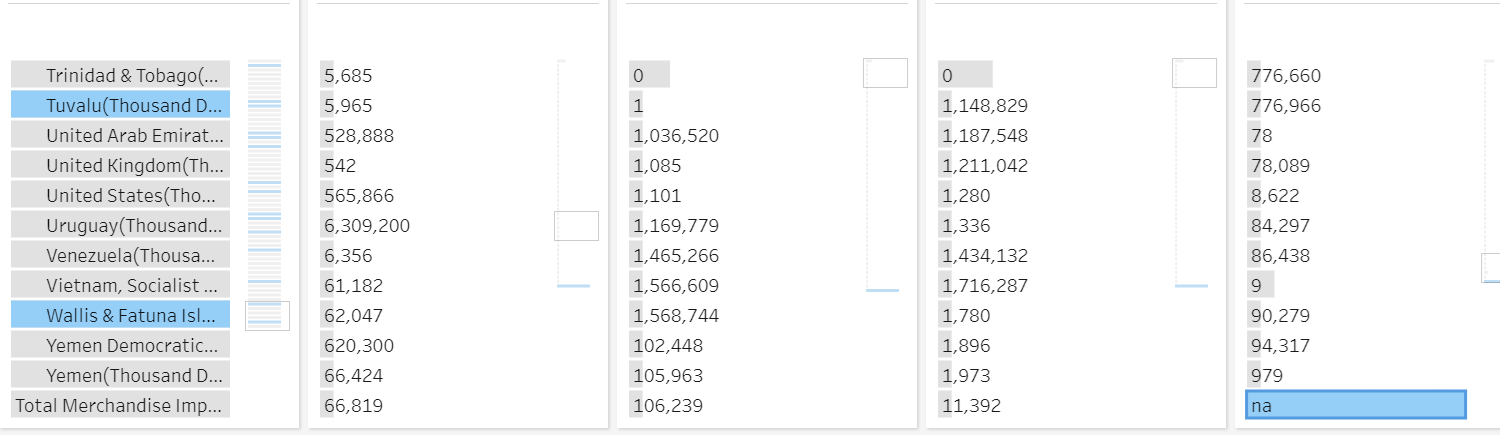 Trinidad & Tobago(... 5,685 0 0 776,660
Tuvalu(Thousand D... 5,965 1 1,148,829 776,966
United Arab Emirat... 528,888 1,036,520 1,187,548 78
United Kingdom(Th... 542 1,085 1,211,042 78,089
United States(Tho... 565,866 1,101 1,280 8,622
Uruguay(Thousand... 6,309,200 1,169,779 1,336 84,297
Venezuela(Thousa... 6,356 1,465,266 1,434,132 86,438
Vietnam, Socialist ... 61,182 1,566,609 1,716,287 9
Wallis & Fatuna Isl... 62,047 1,568,744 1,780 90,279
Yemen Democratic... 620,300 102,448 1,896 94,317
Yemen(Thousand D... 66,424 105,963 1,973 979
Total Merchandise Imp... 66,819 106,239 11,392 na